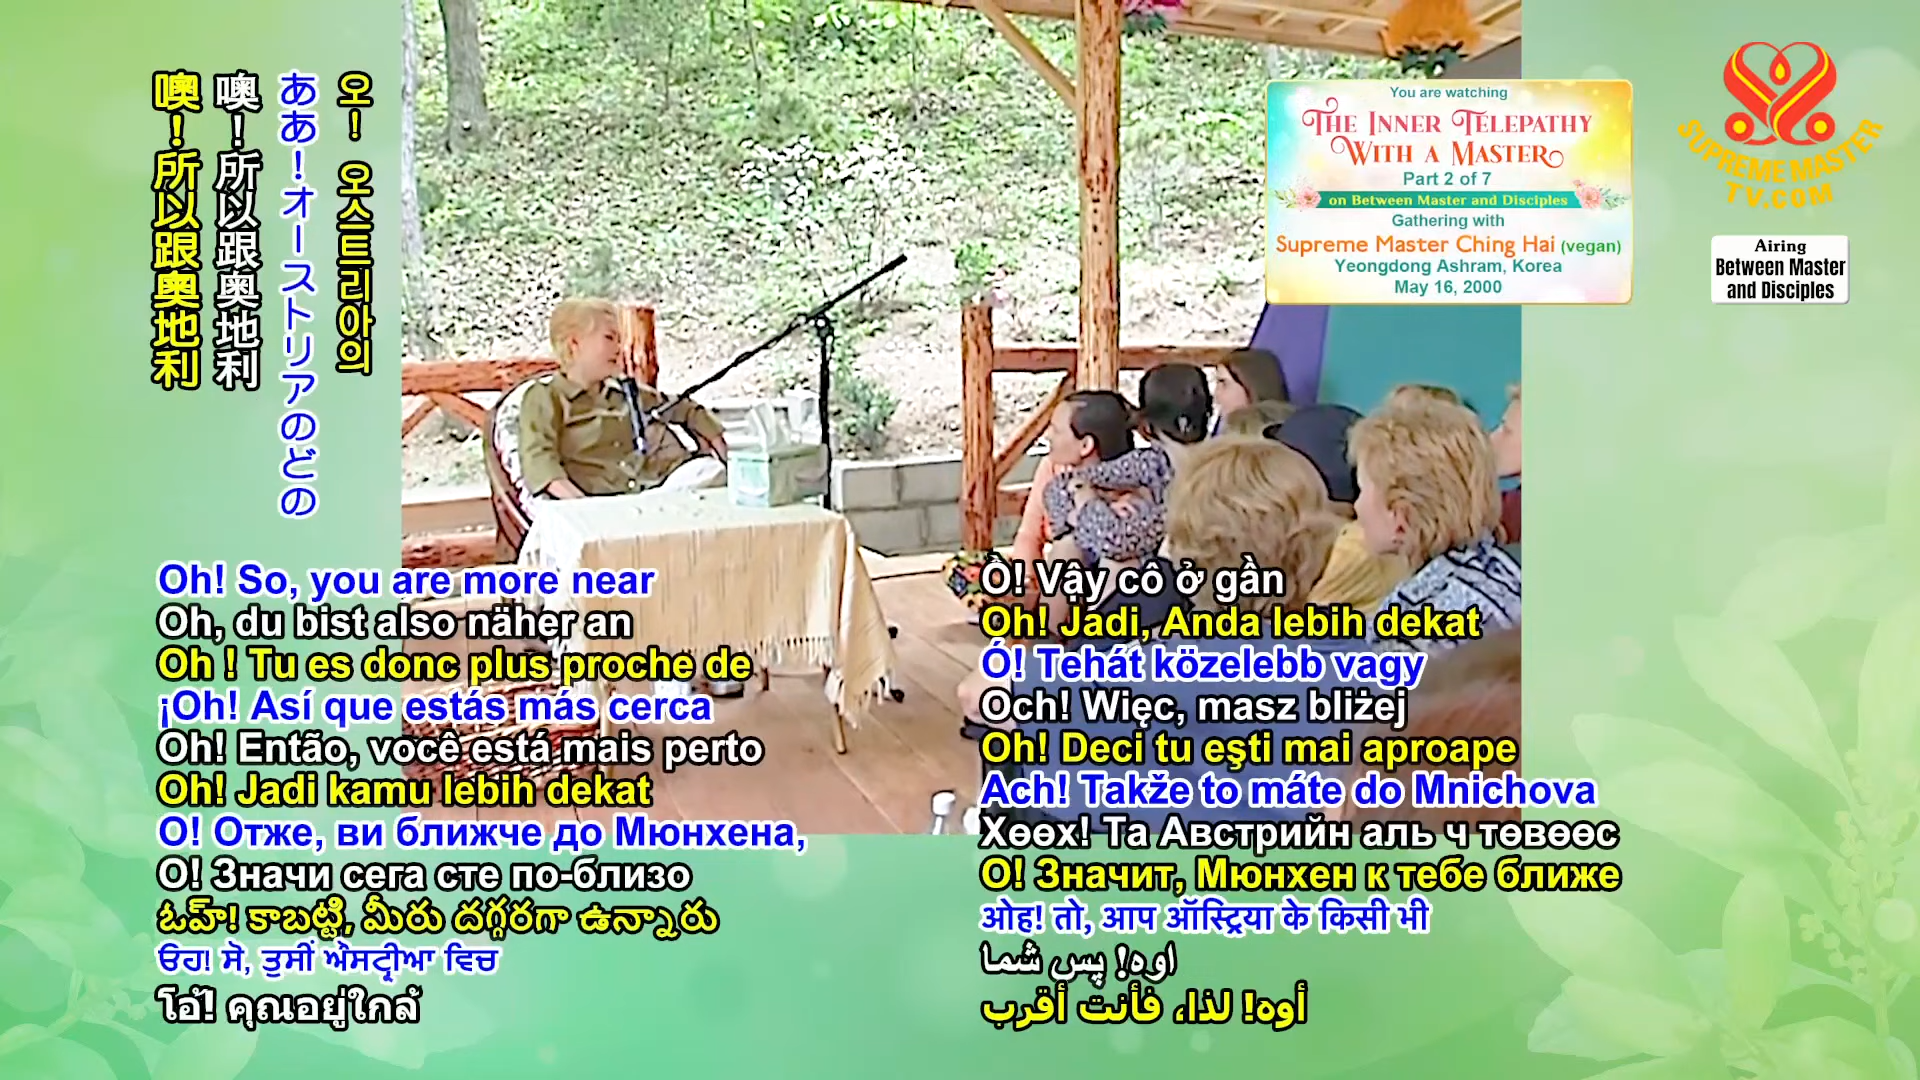 噢！所以跟奧地利
噢！所以跟奥地利
ああ！オーストリアのどの
오! 오스트리아의
You are watching
THE INNER TELEPATHY
WITH A MASTER
Part 2 of 7
on Between Master and Disciples
Gathering with
Supreme Master Ching Hai (vegan)
Yeongdong Ashram, Korea
May 16, 2000
SUPREME MASTER
TV.COM
Airing
Between Master
and Disciples
Oh! So, you are more near
Oh, du bist also näher an
Oh ! Tu es donc plus proche de
¡Oh! Así que estás más cerca
Oh! Então, você está mais perto
Oh! Jadi kamu lebih dekat
О! Отже, ви ближче до Мюнхена,
О! Значи сега сте по-близо
ఓహ్! కాబట్టి, మీరు దగ్గరగా ఉన్నారు
ਓਹ! ਸੋ, ਤੁਸੀਂ ਔਸਟ੍ਰੀਆ ਵਿਚ
โอ้! คุณอยู่ใกล้
Ồ! Vậy cô ở gần
Oh! Jadi, Anda lebih dekat
Ó! Tehát közelebb vagy
Och! Więc, masz bliżej
Oh! Deci tu eşti mai aproape
Ach! Takže to máte do Mnichova
Хөөх! Та Австрийн аль ч төвөөс
О! Значит, Мюнхен к тебе ближе
ओह! तो, आप ऑस्ट्रिया के किसी भी
اوه! پس شما
أوه! لذا، فأنت أقرب